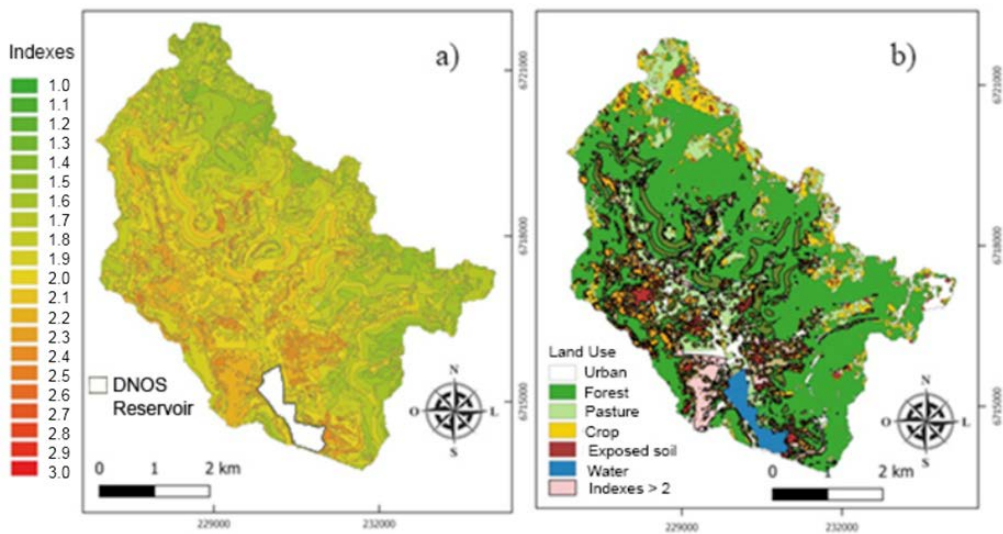 Indexes
1.0
1.1
1.2
1.3
1.4
1.5
1.6
1.7
1.8
1.9
2.0
2.1
2.2
2.3
2.4
2.5
2.6
2.7
2.8
2.9
3.0
a)
DNOS
Reservoir
N
O L
S
0 1 2 km
6721000
6718000
6715000
229000 232000
b)
Land Use
Urban
Forest
Pasture
Crop
Exposed soil
Water
Indexes > 2
N
O L
S
0 1 2 km
6721000
6715000
229000 232000